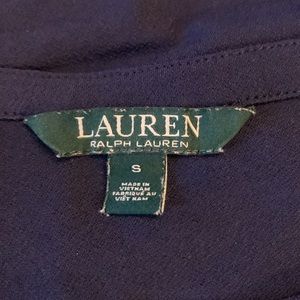 LAUREN
RALPH LAUREN
S
MADE IN
VIETNAM
FABRIQUÉ AU
VIET NAM